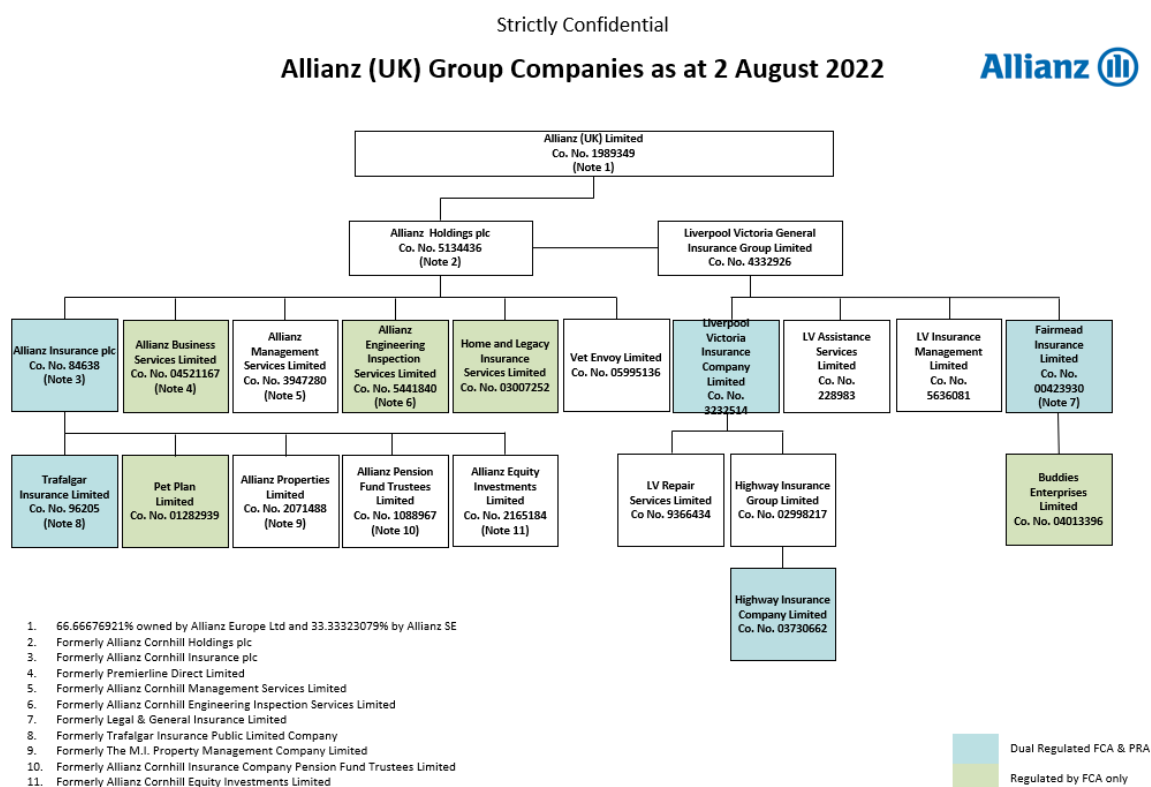 Strictly Confidential
Allianz (UK) Group Companies as at 2 August 2022
Allianz
Allianz (UK) Limited
Co. No. 1989349
(Note 1)
Allianz Holdings plc
Co. No. 5134436
(Note 2)
Liverpool Victoria General
Insurance Group Limited
Co. No. 4332926
Allianz Insurance plc
Co. No. 84638
(Note 3)
Allianz Business
Services Limited
Co. No. 04521167
(Note 4)
Allianz
Management
Services Limited
Co. No. 3947280
(Note 5)
Allianz
Engineering
Inspection
Services Limited
Co. No. 5441840
(Note 6)
Home and Legacy
Insurance
Services Limited
Co. No. 03007252
Vet Envoy Limited
Co. No. 05995136
Liverpool
Victoria
Insurance
Company
Limited
Co. No.
3232514
LV Assistance
Services
Limited
Co. No.
228983
LV Insurance
Management
Limited
Co. No.
5636081
Fairmead
Insurance
Limited
Co. No.
00423930
(Note 7)
Trafalgar
Insurance Limited
Co. No. 96205
(Note 8)
Pet Plan
Limited
Co. No. 01282939
Allianz Properties
Limited
Co. No. 2071488
(Note 9)
Allianz Pension
Fund Trustees
Limited
Co. No. 1088967
(Note 10)
Allianz Equity
Investments
Limited
Co. No. 2165184
(Note 11)
LV Repair
Services Limited
Co. No 9366434
Highway Insurance
Group Limited
Co. No. 02998217
Buddies
Enterprises
Limited
Co. No. 04013396
Highway Insurance
Company Limited
Co. No. 03730662
1. 66.66676921% owned by Allianz Europe Ltd and 33.33323079% by Allianz SE
2. Formerly Allianz Cornhill Holdings plc
3. Formerly Allianz Cornhill Insurance plc
4. Formerly Premierline Direct Limited
5. Formerly Allianz Cornhill Management Services Limited
6. Formerly Allianz Cornhill Engineering Inspection Services Limited
7. Formerly Legal & General Insurance Limited
8. Formerly Trafalgar Insurance Public Limited Company
9. Formerly The M.I. Property Management Company Limited
10. Formerly Allianz Cornhill Insurance Company Pension Fund Trustees Limited
11. Formerly Allianz Cornhill Equity Investments Limited
Dual Regulated FCA & PRA
Regulated by FCA only